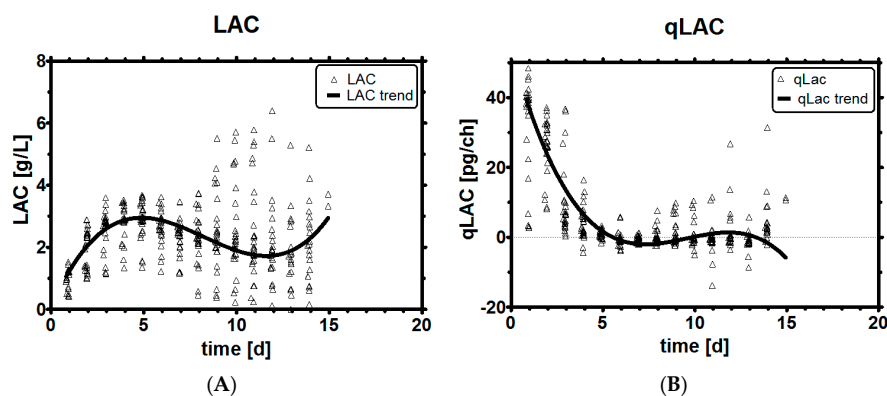 LAC
LAC [g/L]
8
6
4
2
0
LAC
LAC trend
0
5
10
15
20
time [d]
(A)
qLAC
qLAC [pg/ch]
40
20
0
-20
qLac
qLac trend
0
5
10
15
20
time [d]
(B)